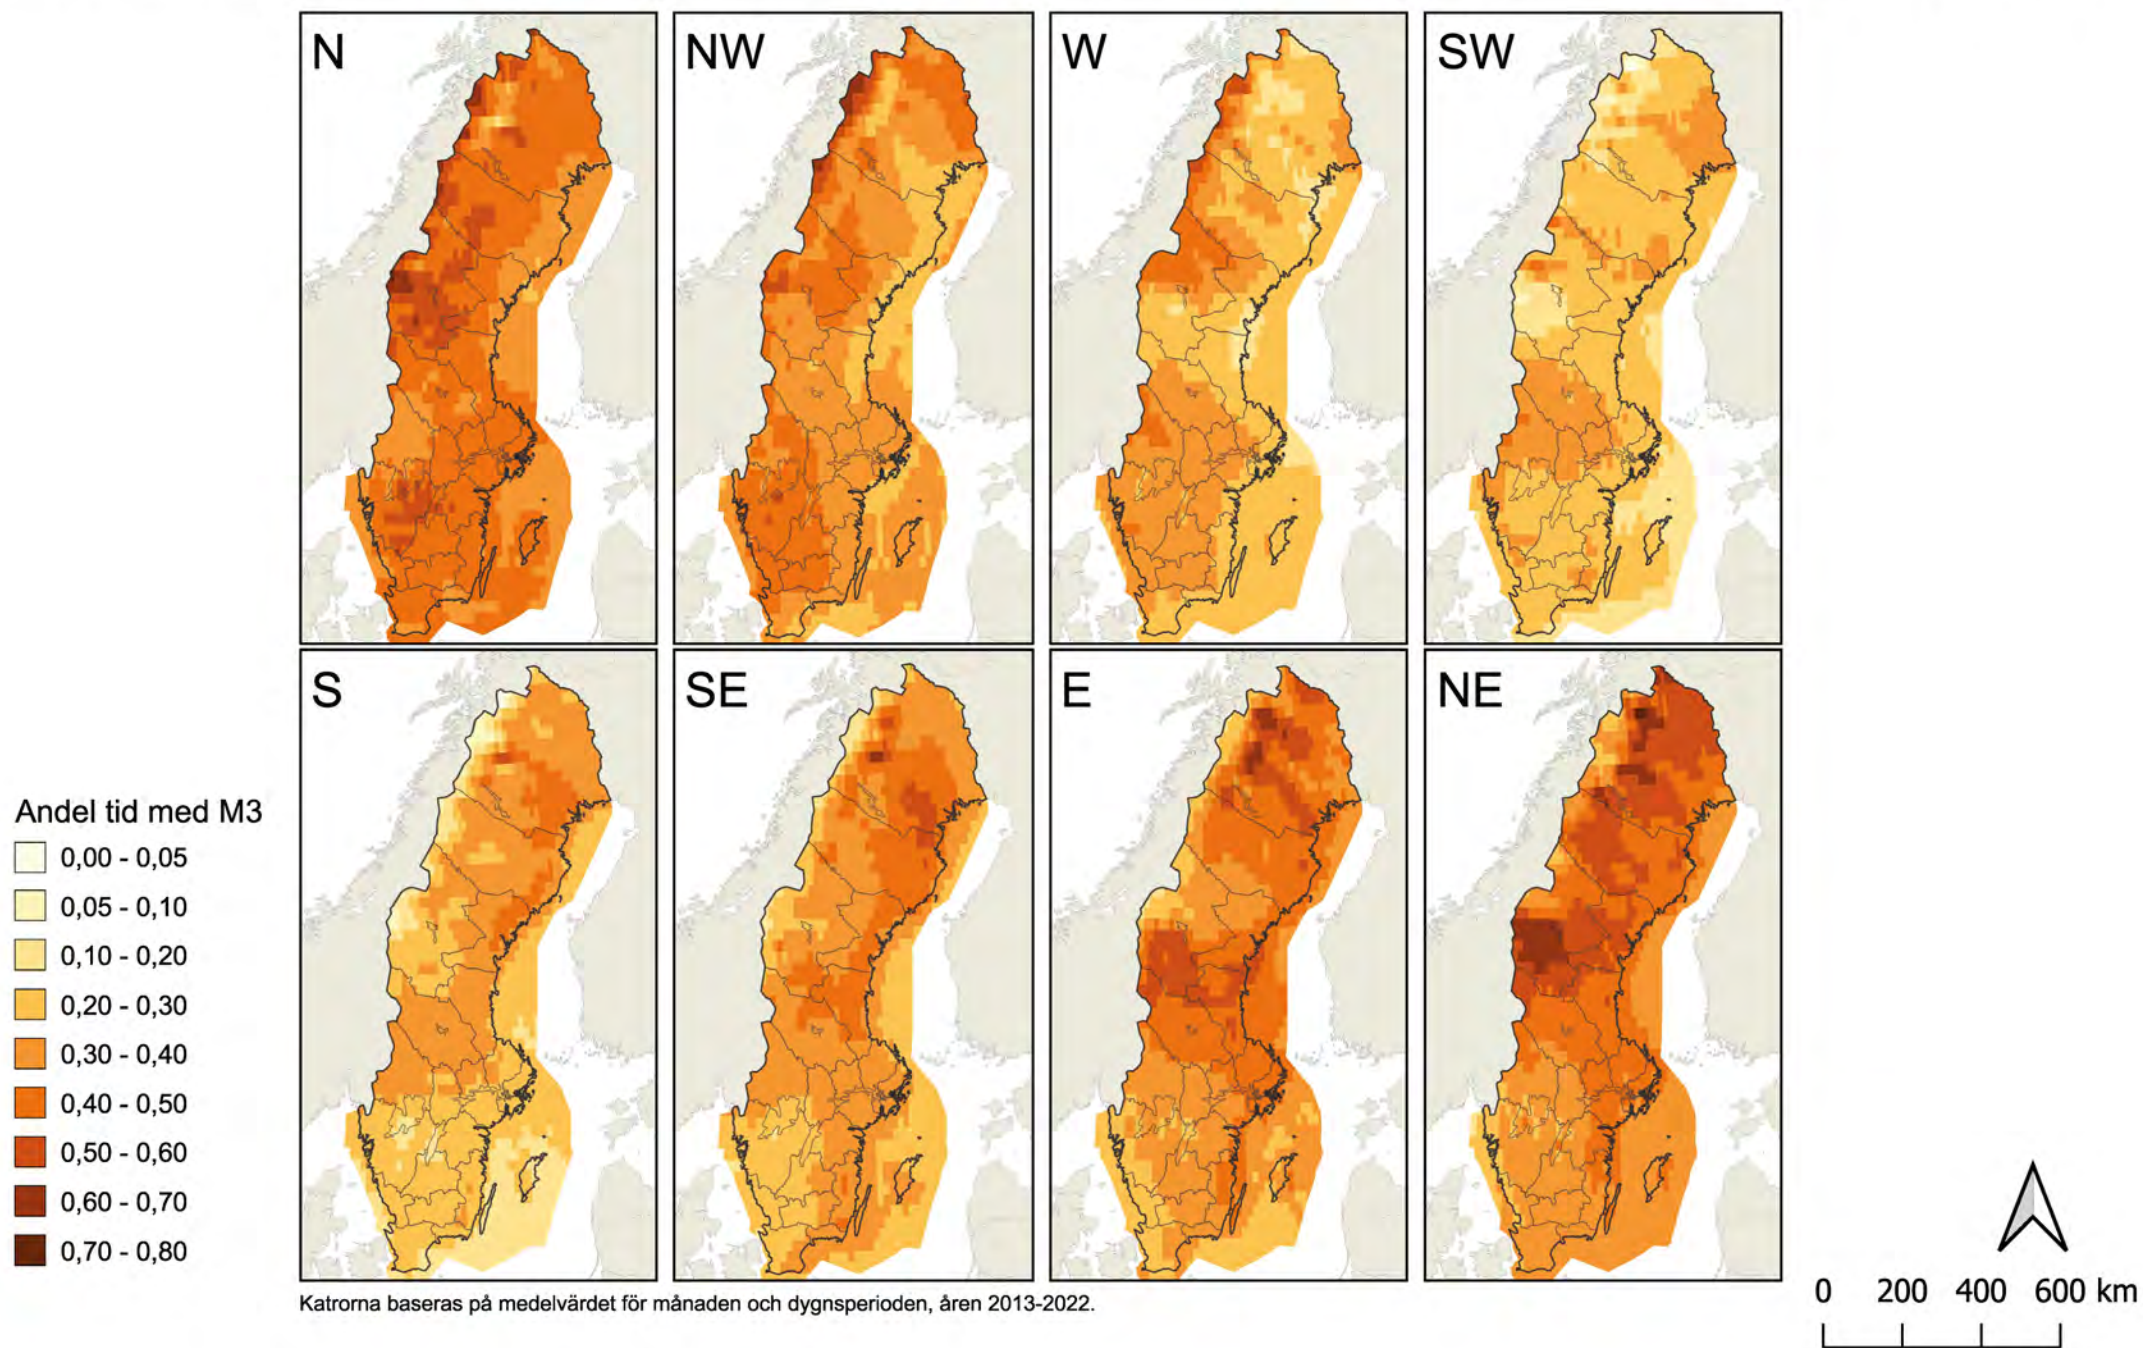 N
NW
W
SW
S
SE
E
NE
Andel tid med M3
0,00 - 0,05
0,05 - 0,10
0,10 - 0,20
0,20 - 0,30
0,30 - 0,40
0,40 - 0,50
0,50 - 0,60
0,60 - 0,70
0,70 - 0,80
Katrorna baseras på medelvärdet för månaden och dygnsperioden, åren 2013-2022.
0 200 400 600 km